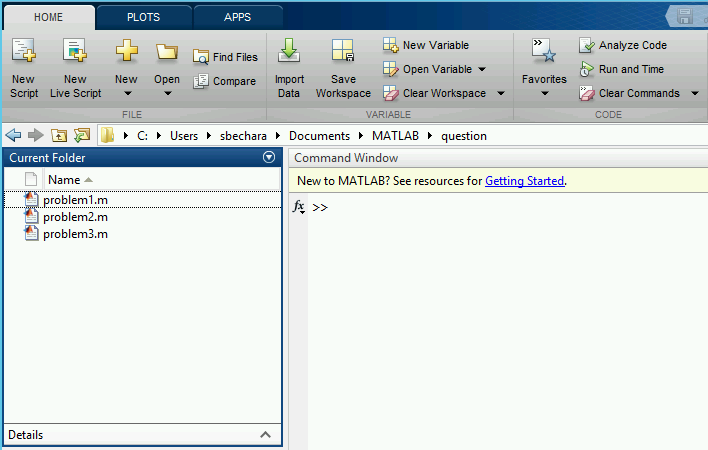 HOME PLOTS APPS
New Script
New Live Script
New
Open
Find Files
Compare
FILE
Import Data
Save Workspace
New Variable
Open Variable
Clear Workspace
VARIABLE
Favorites
Analyze Code
Run and Time
Clear Commands
CODE
C: Users sbechara Documents MATLAB question
Current Folder
Name
problem1.m
problem2.m
problem3.m
Details
Command Window
New to MATLAB? See resources for Getting Started.
fx >>